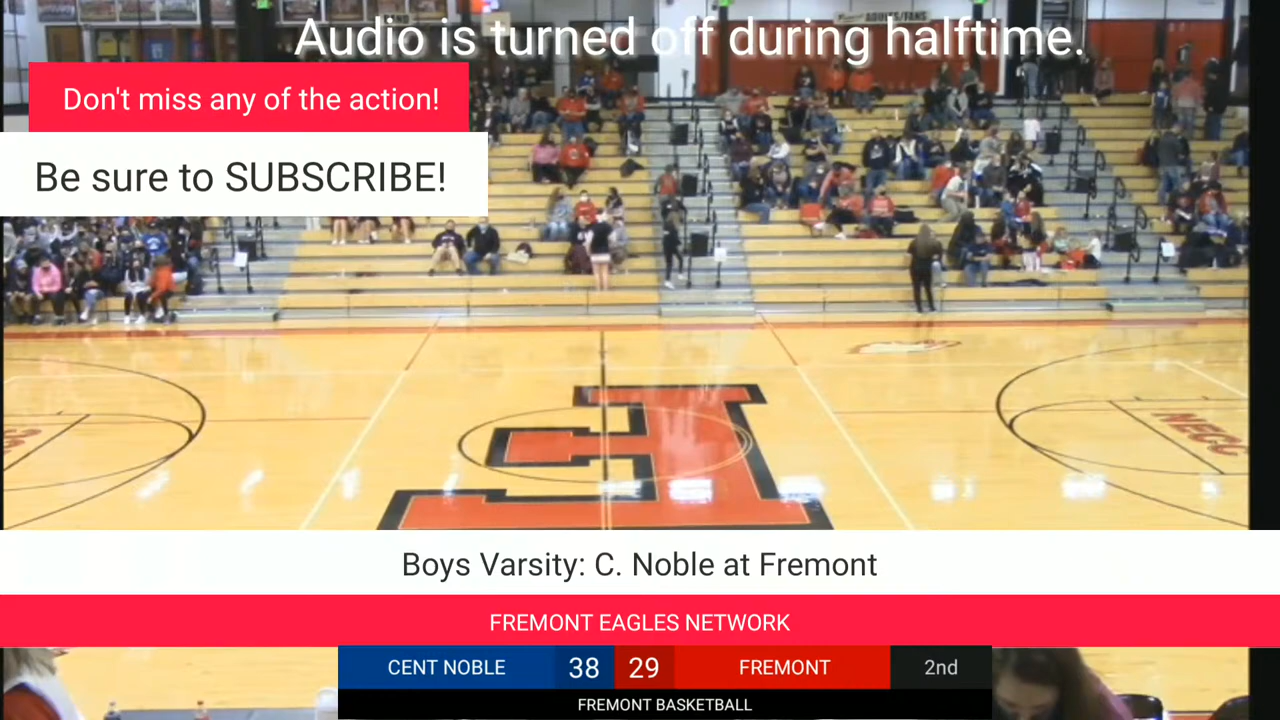 Audio is turned off during halftime.
Don't miss any of the action!
Be sure to SUBSCRIBE!
NECC
F
Boys Varsity: C. Noble at Fremont
FREMONT EAGLES NETWORK
CENT NOBLE 38 29 FREMONT 2nd
FREMONT BASKETBALL